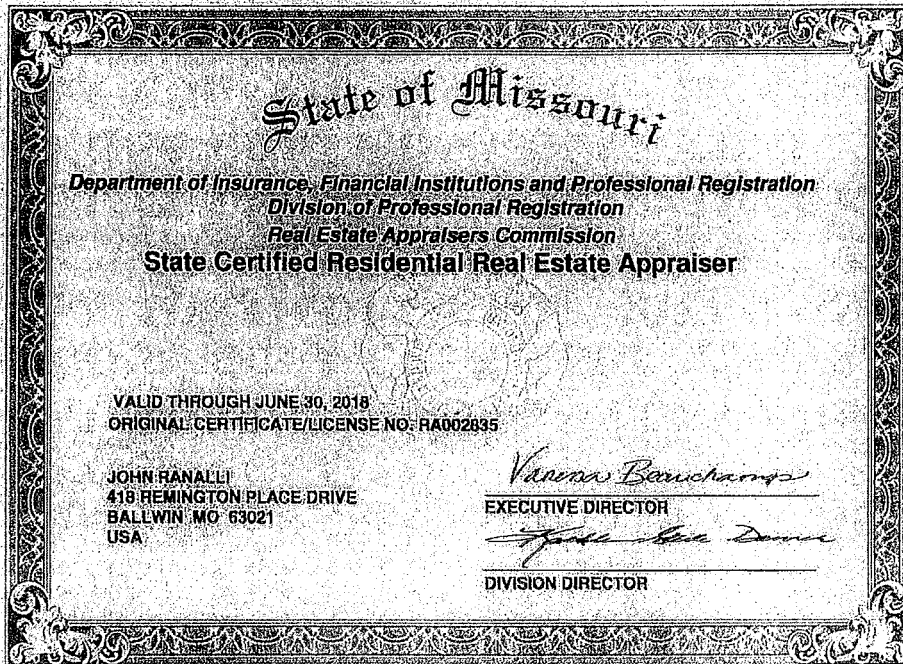 State of Missouri
Department of Insurance, Financial Institutions and Professional Registration
Division of Professional Registration
Real Estate Appraisers Commission
State Certified Residential Real Estate Appraiser
VALID THROUGH JUNE 30, 2018
ORIGINAL CERTIFICATE/LICENSE NO. RA002835
JOHN RANALLI
418 REMINGTON PLACE DRIVE
BALLWIN MO 63021
USA
Vanessa Beauchamp
EXECUTIVE DIRECTOR
DIVISION DIRECTOR